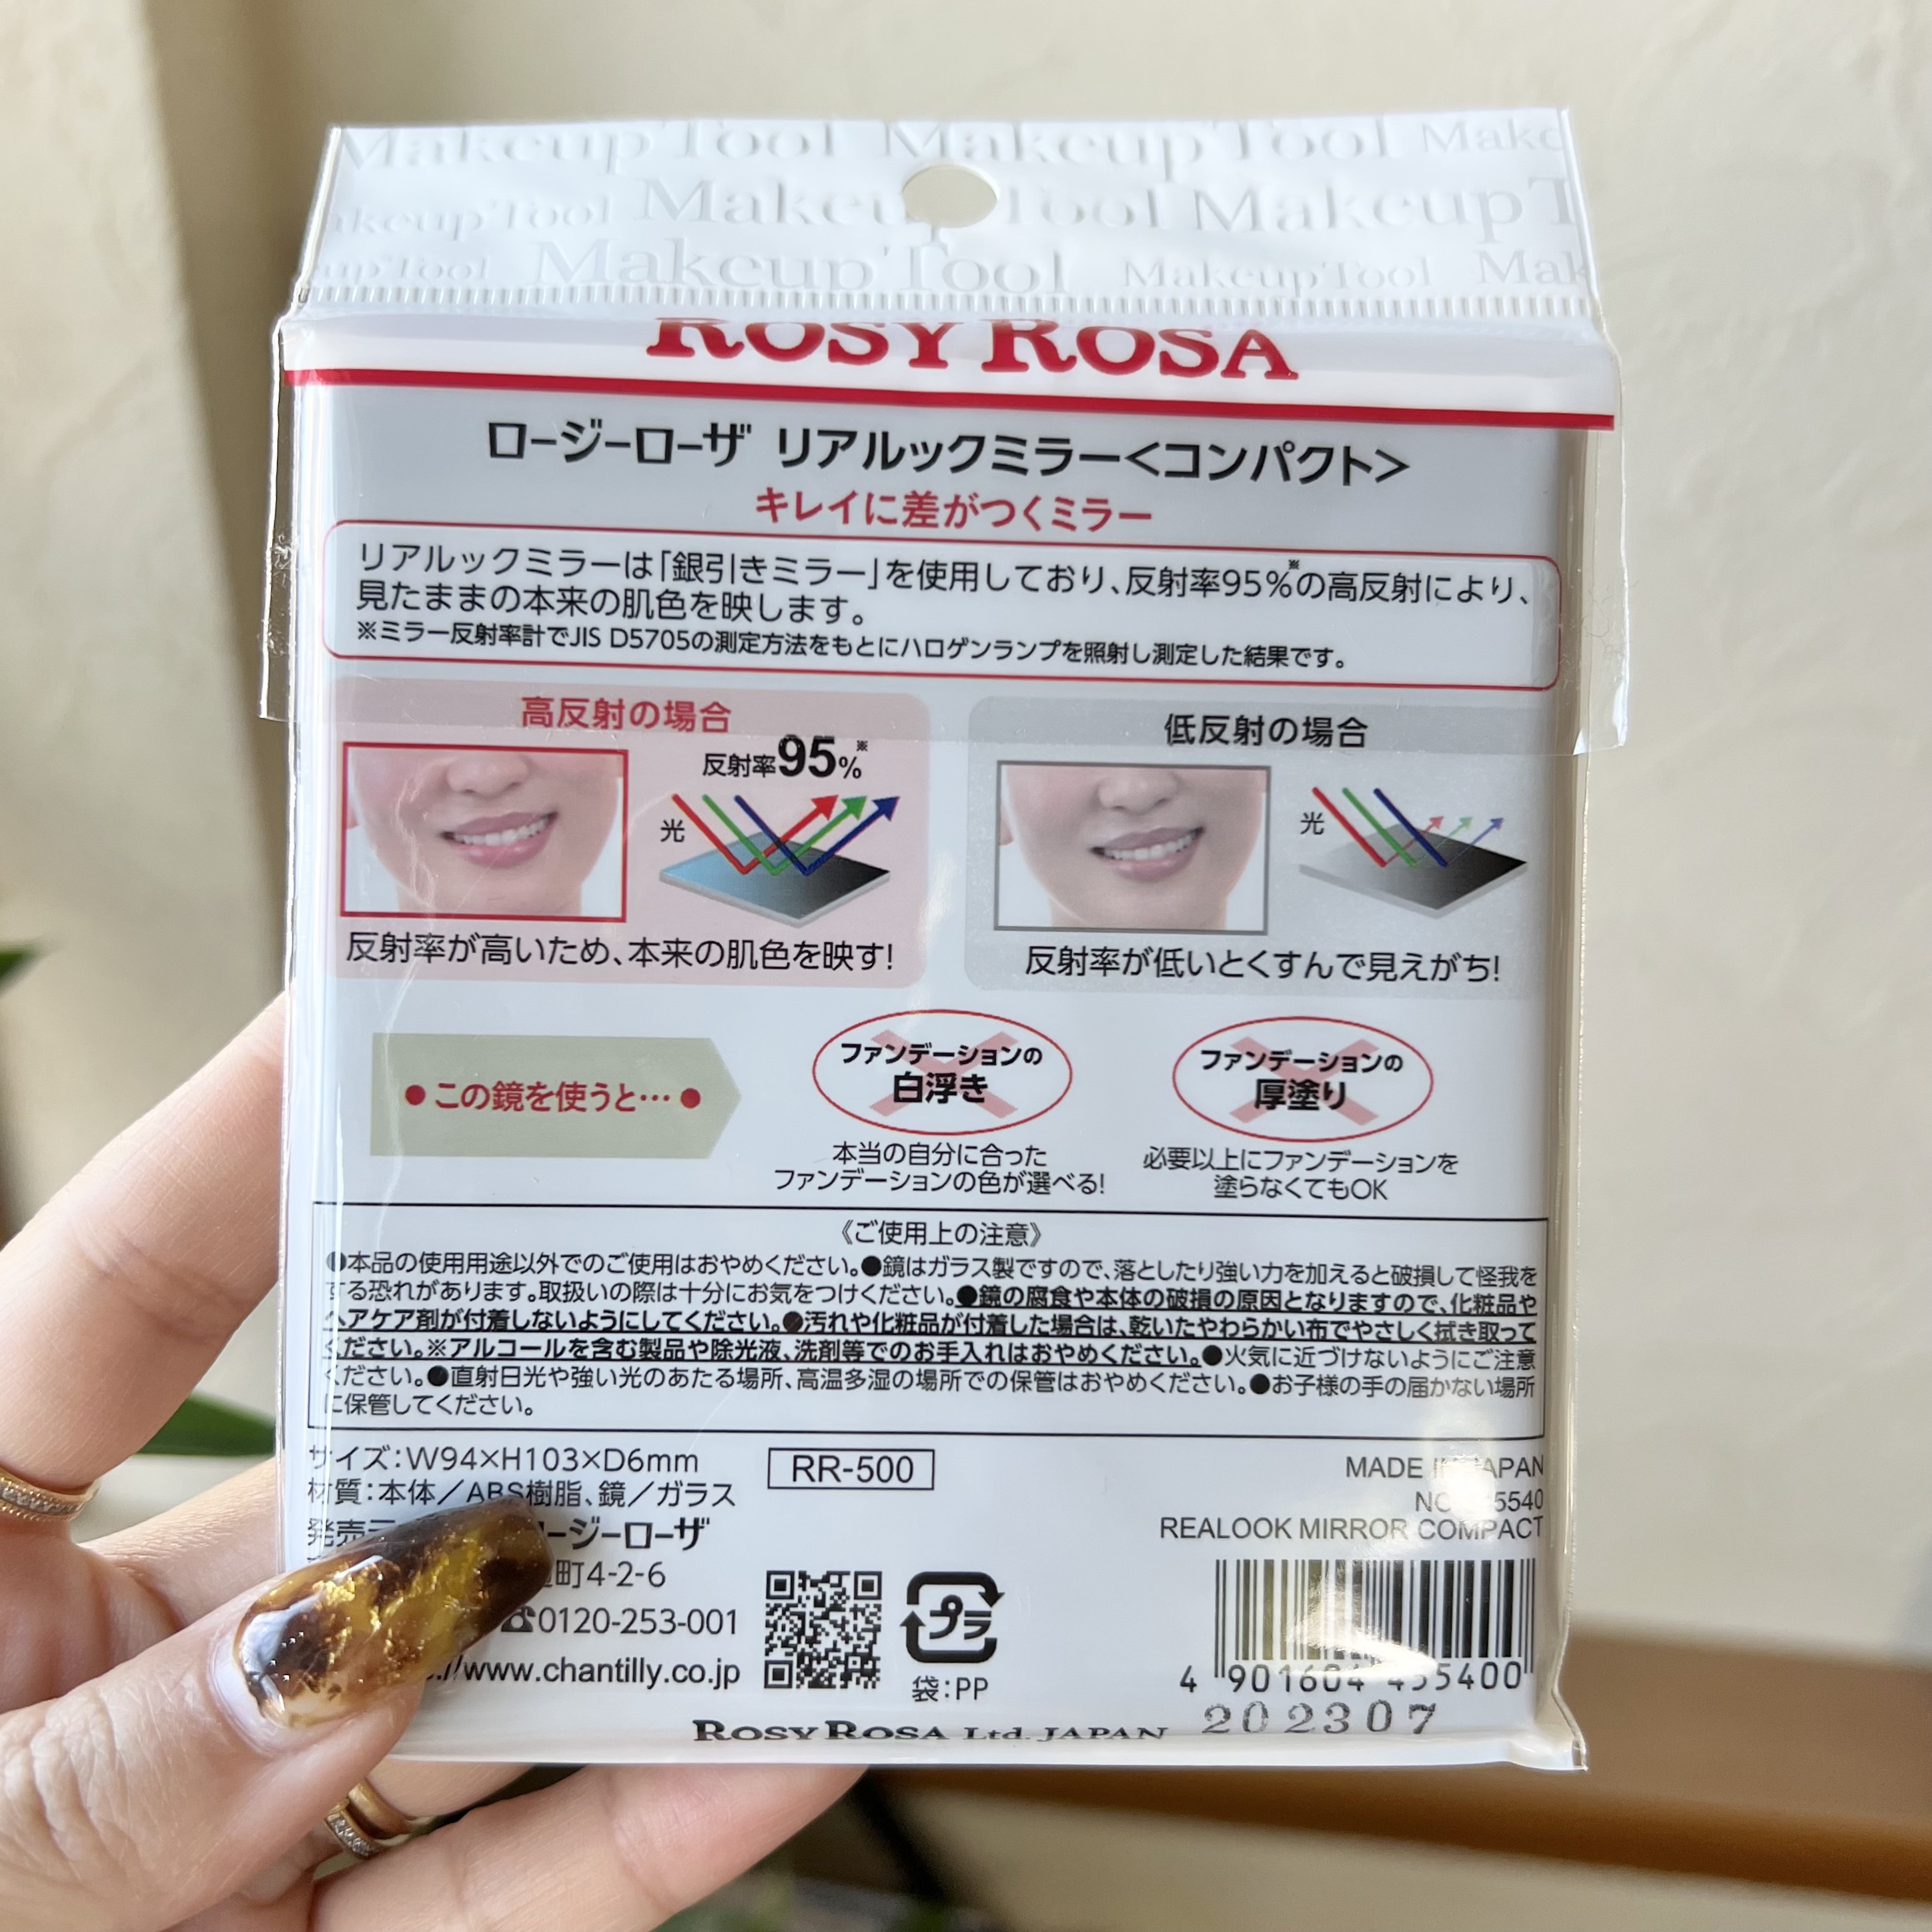 Makeup Tool Makeup Tool Make
akeup Tool Makeu Tool Makeup T
up Tool Makeup Tool Makeup Tool Mak
ROSY ROSA
ロージーローザ リアルックミラー<コンパクト>
キレイに差がつくミラー
リアルックミラーは「銀引きミラー」を使用しており、反射率95%※の高反射により、
見たままの本来の肌色を映します。
※ミラー反射率計でJIS D5705の測定方法をもとにハロゲンランプを照射し測定した結果です。
高反射の場合
反射率95%※
光
反射率が高いため、本来の肌色を映す!
低反射の場合
光
反射率が低いとくすんで見えがち!
●この鏡を使うと…●
ファンデーションの
白浮き
本当の自分に合った
ファンデーションの色が選べる!
ファンデーションの
厚塗り
必要以上にファンデーションを
塗らなくてもOK
《ご使用上の注意》
●本品の使用用途以外でのご使用はおやめください。●鏡はガラス製ですので、落としたり強い力を加えると破損して怪我を
する恐れがあります。取扱いの際は十分にお気をつけください。●鏡の腐食や本体の破損の原因となりますので、化粧品や
ヘアケア剤が付着しないようにしてください。●汚れや化粧品が付着した場合は、乾いたやわらかい布でやさしく拭き取って
ください。※アルコールを含む製品や除光液、洗剤等でのお手入れはおやめください。●火気に近づけないようにご注意
ください。●直射日光や強い光のあたる場所、高温多湿の場所での保管はおやめください。●お子様の手の届かない場所
に保管してください。
サイズ:W94×H103×D6mm
材質:本体/ABS樹脂、鏡/ガラス
発売元 ージーローザ
町4-2-6
☎0120-253-001
www.chantilly.co.jp
RR-500
プラ
袋:PP
MADE IN JAPAN
5540
REALOOK MIRROR COMPACT
4 901604 455400
202307
ROSY ROSA Ltd. JAPAN